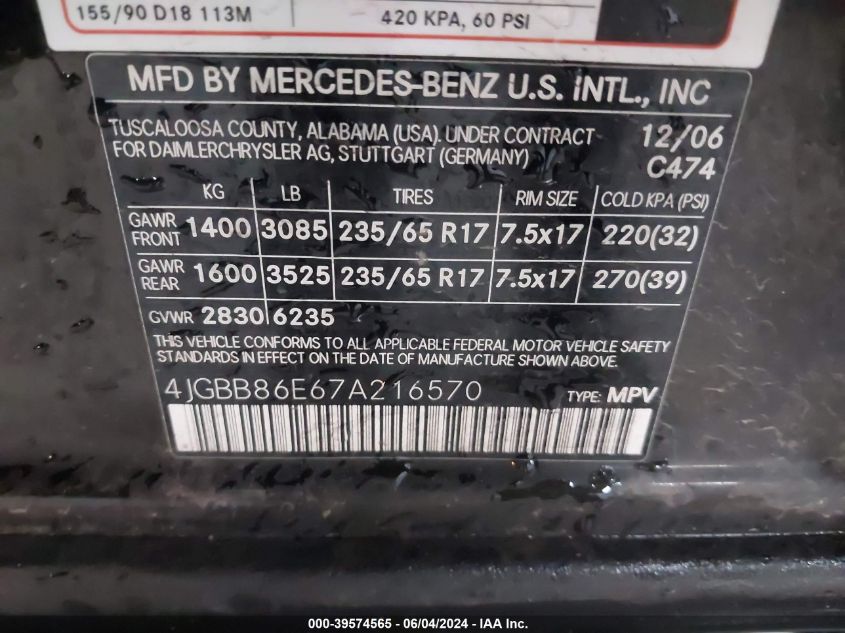 155/90 D18 113M 420 KPA, 60 PSI
MFD BY MERCEDES-BENZ U.S. INTL., INC
TUSCALOOSA COUNTY, ALABAMA (USA). UNDER CONTRACT 12/06
FOR DAIMLERCHRYSLER AG, STUTTGART (GERMANY) C474
KG LB TIRES RIM SIZE COLD KPA (PSI)
GAWR FRONT 1400 3085 235/65 R17 7.5x17 220(32)
GAWR REAR 1600 3525 235/65 R17 7.5x17 270(39)
GVWR 2830 6235
THIS VEHICLE CONFORMS TO ALL APPLICABLE FEDERAL MOTOR VEHICLE SAFETY
STANDARDS IN EFFECT ON THE DATE OF MANUFACTURE SHOWN ABOVE.
4JGBB86E67A216570 TYPE: MPV
000-39574565 - 06/04/2024 - IAA Inc.